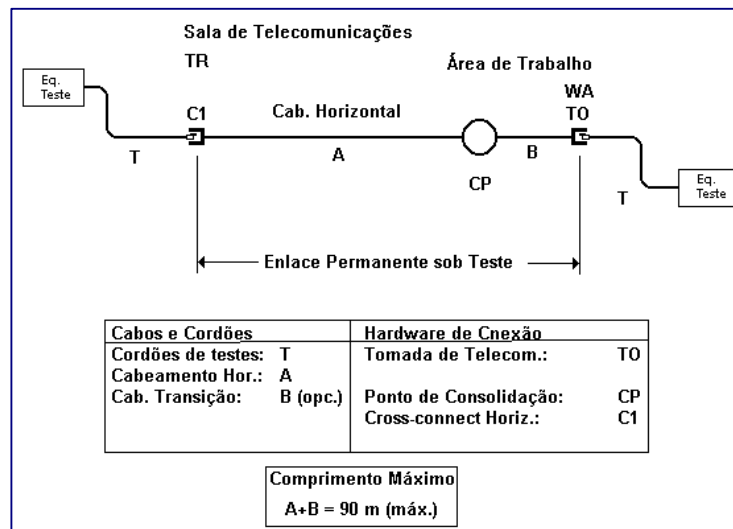 Sala de Telecomunicações
TR
Área de Trabalho
Eq.
Teste
WA
C1
Cab. Horizontal
TO
T
A
B
CP
T
Eq.
Teste
Enlace Permanente sob Teste
Cabos e Cordões
Hardware de Cnexão
Cordões de testes: T
Tomada de Telecom.: TO
Cabeamento Hor.: A
Cab. Transição: B (opc.)
Ponto de Consolidação: CP
Cross-connect Horiz.: C1
Comprimento Máximo
A+B = 90 m (máx.)